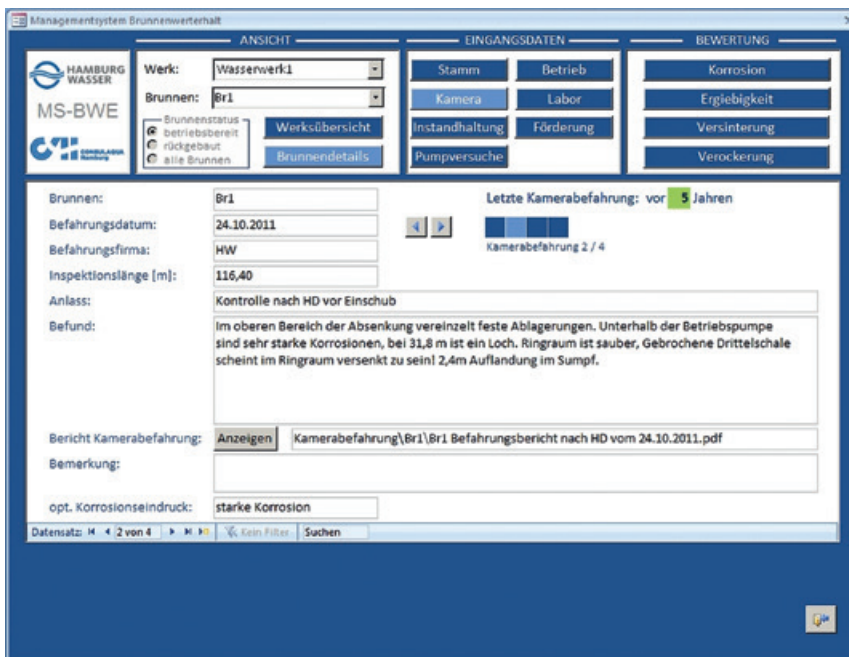 Managementsystem Brunnenwerterhalt
ANSICHT
EINGANGSDATEN
BEWERTUNG
HAMBURG
WASSER
MS-BWE
CONSULAQUA
Hamburg
Werk: Wasserwerk1
Brunnen: Br1
Brunnenstatus
betriebsbereit
rückgebaut
alle Brunnen
Werksübersicht
Brunnendetails
Stamm Betrieb
Kamera Labor
Instandhaltung Förderung
Pumpversuche
Korrosion
Ergiebigkeit
Versinterung
Verockerung
Brunnen: Br1
Letzte Kamerabefahrung: vor 5 Jahren
Befahrungsdatum: 24.10.2011
Kamerabefahrung 2 / 4
Befahrungsfirma: HW
Inspektionslänge [m]: 116,40
Anlass: Kontrolle nach HD vor Einschub
Befund: Im oberen Bereich der Absenkung vereinzelt feste Ablagerungen. Unterhalb der Betriebspumpe
sind sehr starke Korrosionen, bei 31,8 m ist ein Loch. Ringraum ist sauber, Gebrochene Drittelschale
scheint im Ringraum versenkt zu sein! 2,4m Auflandung im Sumpf.
Bericht Kamerabefahrung: Anzeigen Kamerabefahrung\Br1\Br1 Befahrungsbericht nach HD vom 24.10.2011.pdf
Bemerkung:
opt. Korrosionseindruck: starke Korrosion
Datensatz: 2 von 4 Kein Filter Suchen